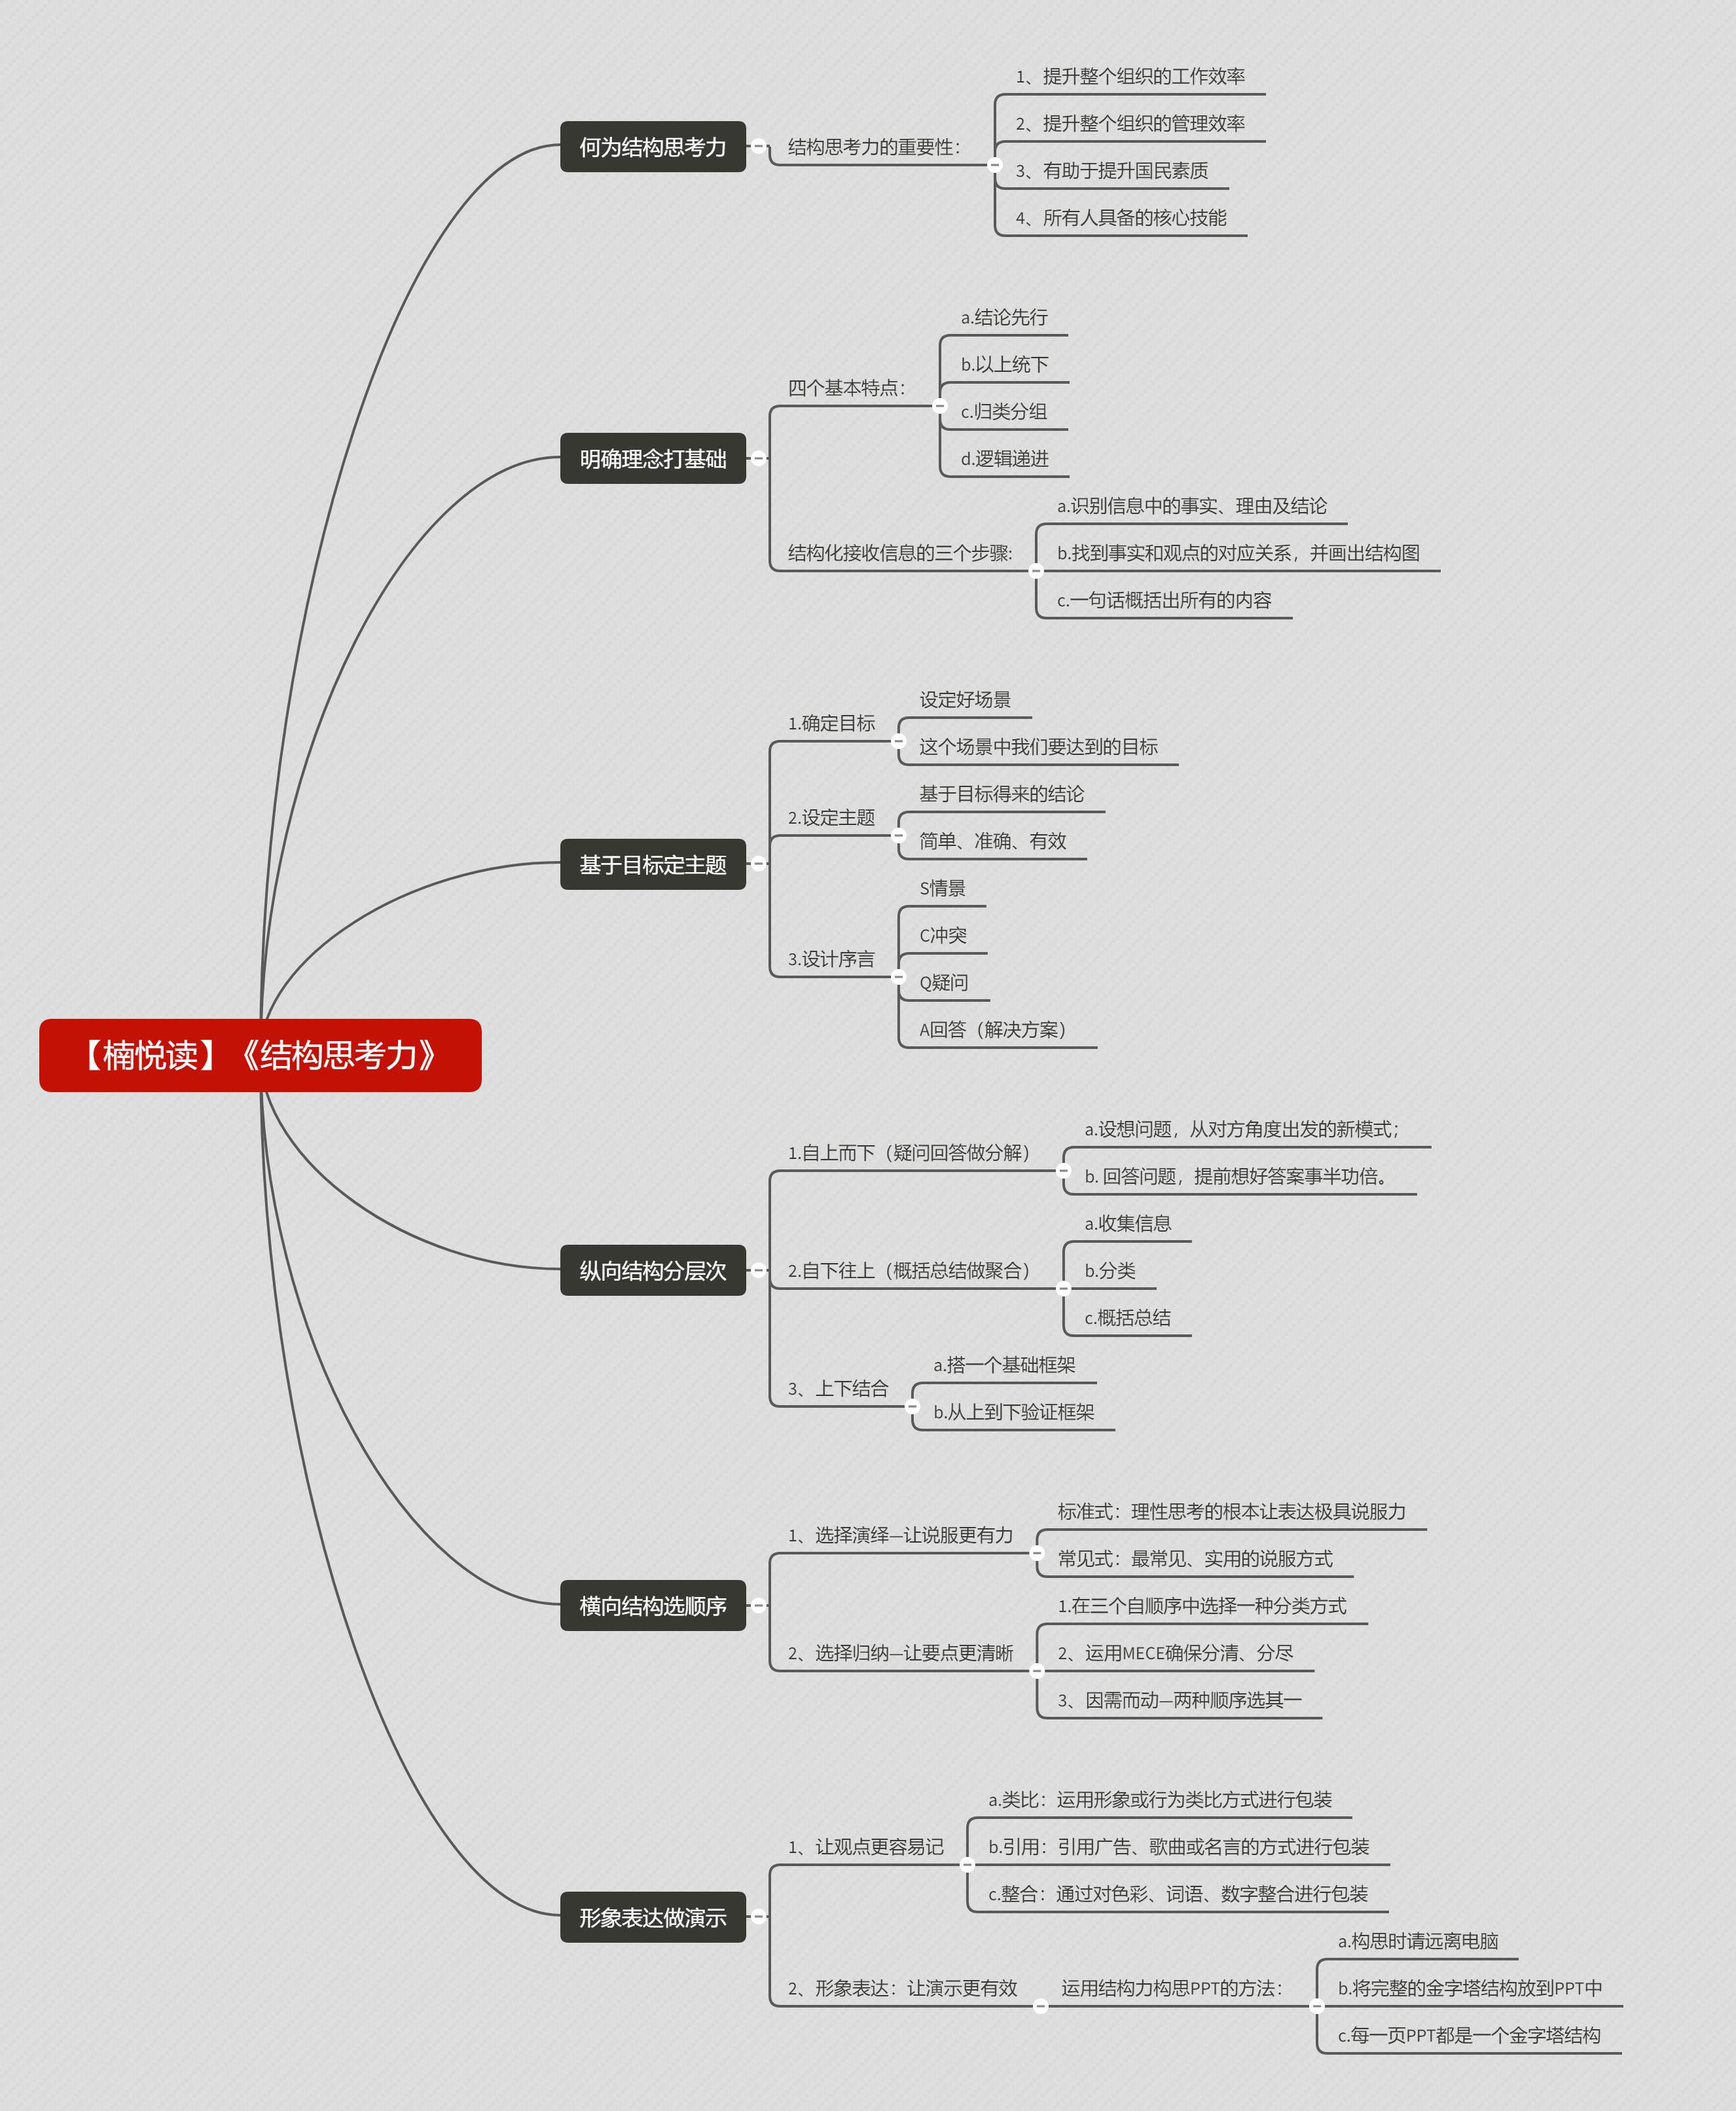 【楠悦读】《结构思考力》
何为结构思考力
结构思考力的重要性：
1、提升整个组织的工作效率
2、提升整个组织的管理效率
3、有助于提升国民素质
4、所有人具备的核心技能
明确理念打基础
四个基本特点：
a.结论先行
b.以上统下
c.归类分组
d.逻辑递进
结构化接收信息的三个步骤:
a.识别信息中的事实、理由及结论
b.找到事实和观点的对应关系，并画出结构图
c.一句话概括出所有的内容
基于目标定主题
1.确定目标
设定好场景
这个场景中我们要达到的目标
2.设定主题
基于目标得来的结论
简单、准确、有效
3.设计序言
S情景
C冲突
Q疑问
A回答（解决方案）
纵向结构分层次
1.自上而下（疑问回答做分解）
a.设想问题，从对方角度出发的新模式；
b. 回答问题，提前想好答案事半功倍。
2.自下往上（概括总结做聚合）
a.收集信息
b.分类
c.概括总结
3、上下结合
a.搭一个基础框架
b.从上到下验证框架
横向结构选顺序
1、选择演绎—让说服更有力
标准式：理性思考的根本让表达极具说服力
常见式：最常见、实用的说服方式
2、选择归纳—让要点更清晰
1.在三个自顺序中选择一种分类方式
2、运用MECE确保分清、分尽
3、因需而动—两种顺序选其一
形象表达做演示
1、让观点更容易记
a.类比：运用形象或行为类比方式进行包装
b.引用：引用广告、歌曲或名言的方式进行包装
c.整合：通过对色彩、词语、数字整合进行包装
2、形象表达：让演示更有效
运用结构力构思PPT的方法：
a.构思时请远离电脑
b.将完整的金字塔结构放到PPT中
c.每一页PPT都是一个金字塔结构